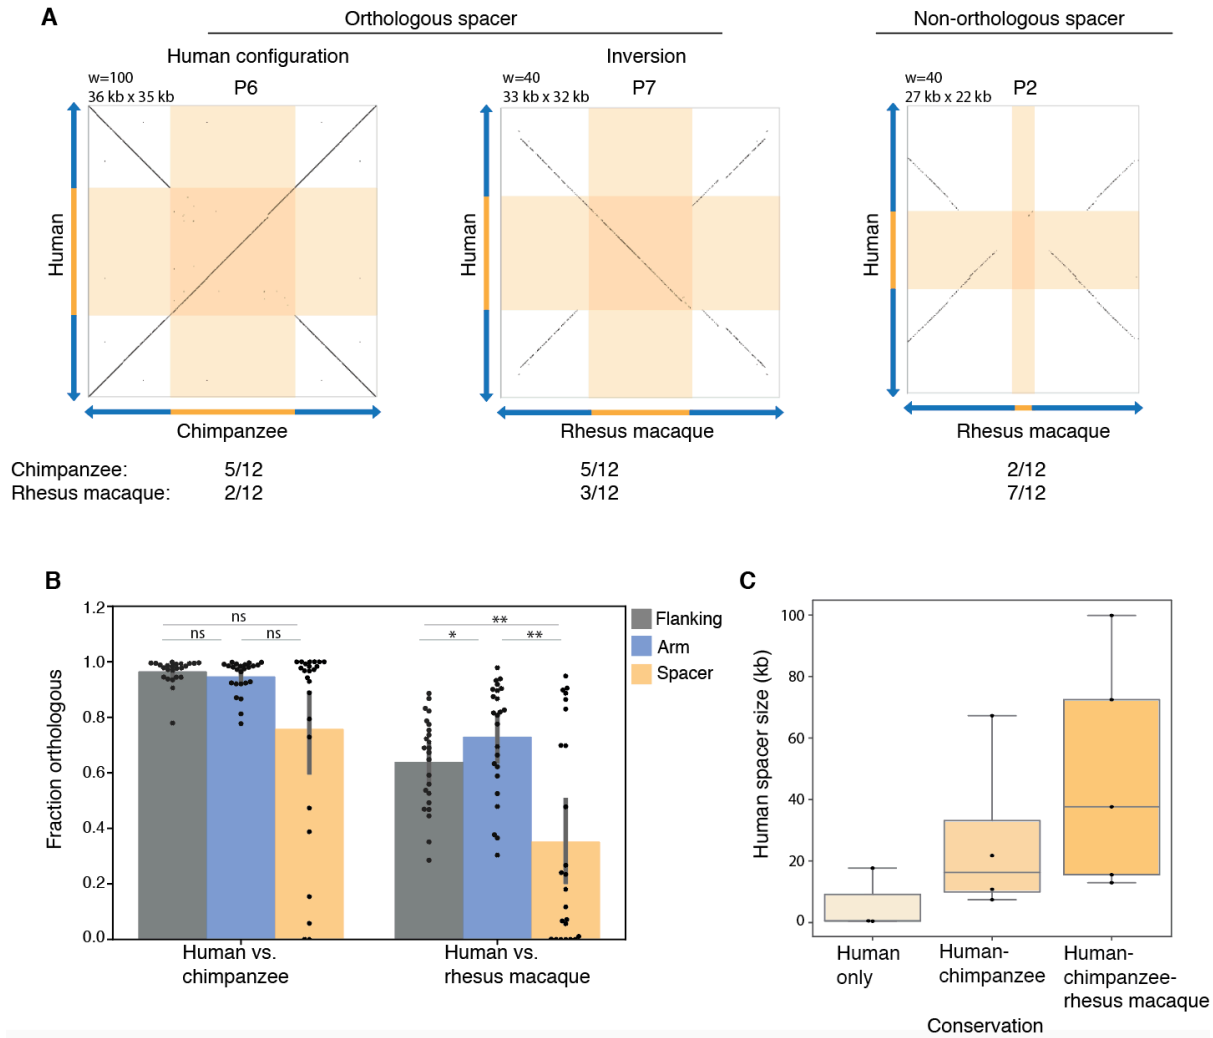 A
Orthologous spacer
Non-orthologous spacer
Human configuration
Inversion
w=100
36 kb x 35 kb
P6
w=40
33 kb x 32 kb
P7
w=40
27 kb x 22 kb
P2
Human
Human
Human
Chimpanzee
Rhesus macaque
Rhesus macaque
Chimpanzee: 5/12 5/12 2/12
Rhesus macaque: 2/12 3/12 7/12
B
Fraction orthologous
1.2
1.0
0.8
0.6
0.4
0.2
0.0
ns
ns ns
**
* **
Flanking
Arm
Spacer
Human vs.
chimpanzee
Human vs.
rhesus macaque
C
Human spacer size (kb)
100
80
60
40
20
0
Human
only
Human-
chimpanzee
Human-
chimpanzee-
rhesus macaque
Conservation